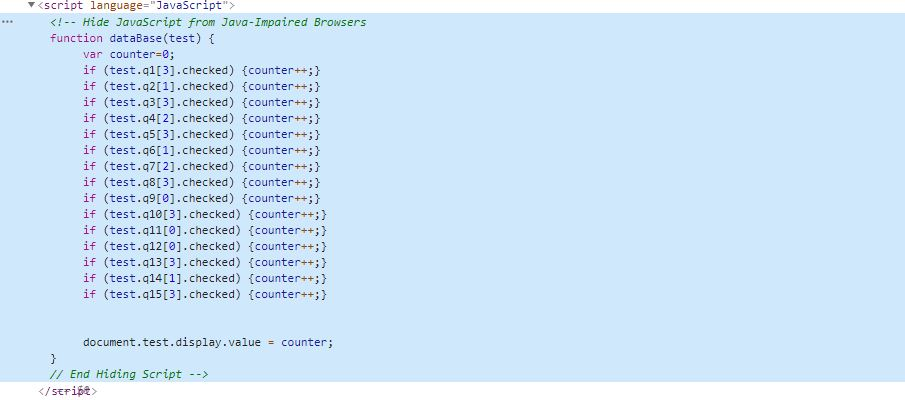 ▼<script language="JavaScript">
<!-- Hide JavaScript from Java-Impaired Browsers
function dataBase(test) {
var counter=0;
if (test.q1[3].checked) {counter++;}
if (test.q2[1].checked) {counter++;}
if (test.q3[3].checked) {counter++;}
if (test.q4[2].checked) {counter++;}
if (test.q5[3].checked) {counter++;}
if (test.q6[1].checked) {counter++;}
if (test.q7[2].checked) {counter++;}
if (test.q8[3].checked) {counter++;}
if (test.q9[0].checked) {counter++;}
if (test.q10[3].checked) {counter++;}
if (test.q11[0].checked) {counter++;}
if (test.q12[0].checked) {counter++;}
if (test.q13[3].checked) {counter++;}
if (test.q14[1].checked) {counter++;}
if (test.q15[3].checked) {counter++;}
document.test.display.value = counter;
}
// End Hiding Script -->
</script>